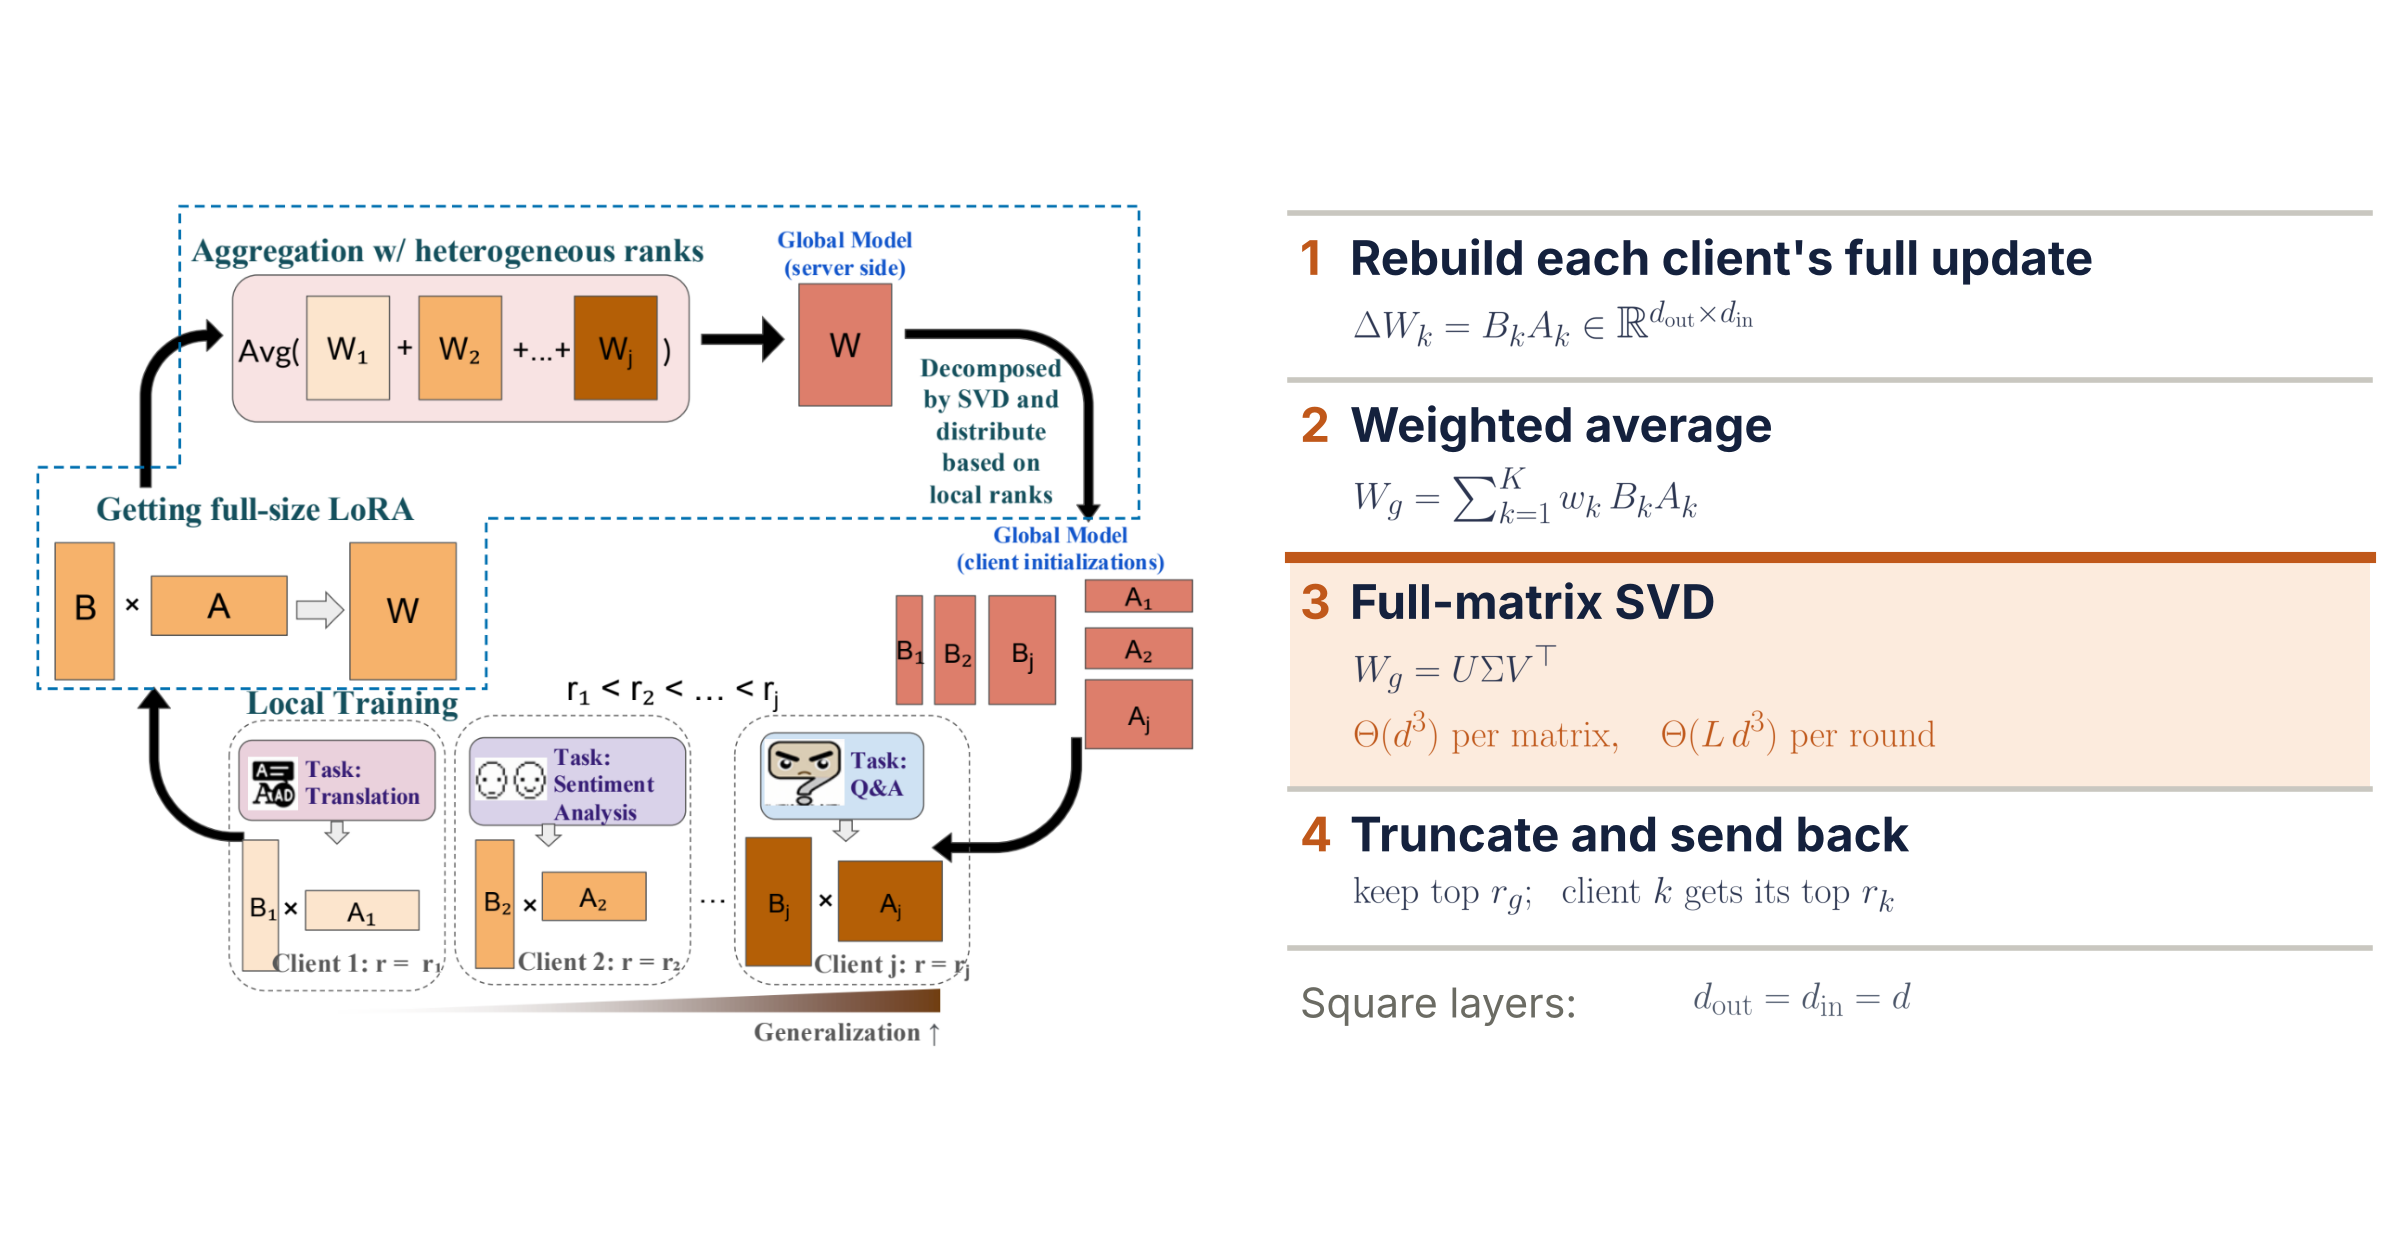 Aggregation w/ heterogeneous ranks
Avg( W₁ + W₂ +...+ Wⱼ )
Global Model
(server side)
W
Decomposed
by SVD and
distribute
based on
local ranks
Getting full-size LoRA
B × A W
Global Model
(client initializations)
B₁ B₂ Bⱼ
A₁
A₂
Aⱼ
r₁ < r₂ < ... < rⱼ
Local Training
Task:
Translation
B₁ × A₁
Client 1: r = r₁
Task:
Sentiment
Analysis
B₂ × A₂
Client 2: r = r₂
...
Task:
Q&A
Bⱼ × Aⱼ
Client j: r = rⱼ
Generalization ↑
1 Rebuild each client's full update
ΔW_k = B_k A_k ∈ ℝ^{d_out × d_in}
2 Weighted average
W_g = ∑_{k=1}^{K} w_k B_k A_k
3 Full-matrix SVD
W_g = UΣV^⊤
Θ(d³) per matrix, Θ(L d³) per round
4 Truncate and send back
keep top r_g; client k gets its top r_k
Square layers: d_out = d_in = d